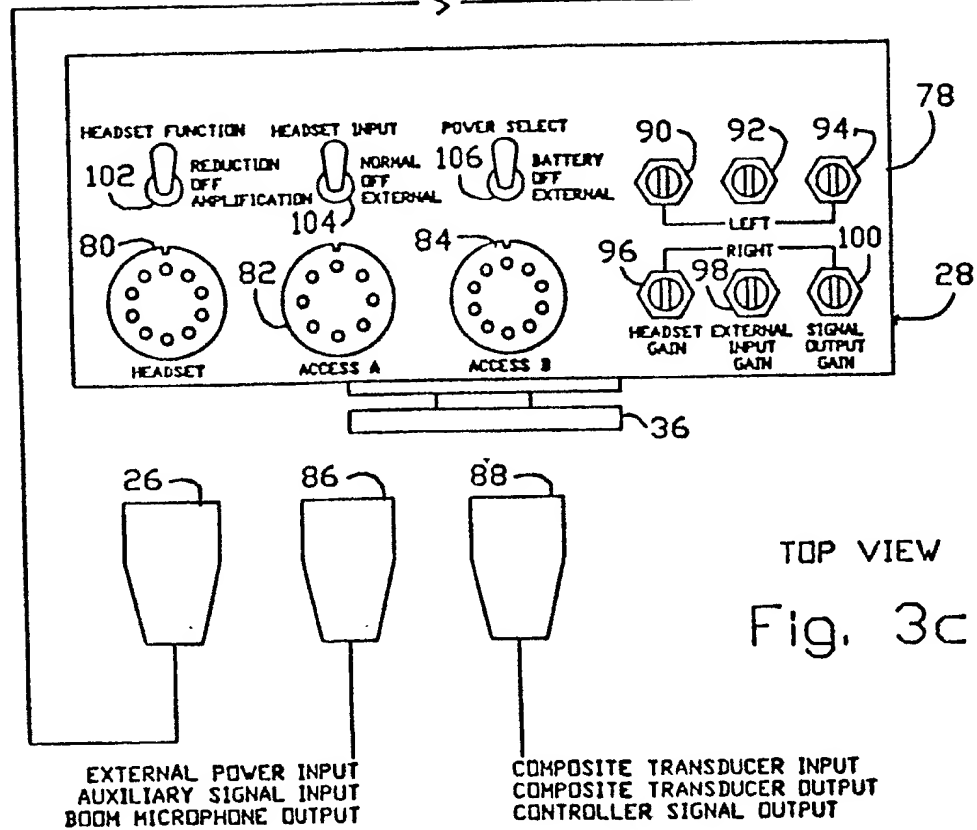 HEADSET FUNCTION HEADSET INPUT POWER SELECT
90 92 94 78
102 REDUCTION OFF AMPLIFICATION
104 NORMAL OFF EXTERNAL
106 BATTERY OFF EXTERNAL
LEFT
RIGHT
80 82 84 96 98 100 28
HEADSET ACCESS A ACCESS B
HEADSET GAIN
EXTERNAL INPUT GAIN
SIGNAL OUTPUT GAIN
36
26 86 88
TOP VIEW
Fig. 3c
EXTERNAL POWER INPUT
AUXILIARY SIGNAL INPUT
BOOM MICROPHONE OUTPUT
COMPOSITE TRANSDUCER INPUT
COMPOSITE TRANSDUCER OUTPUT
CONTROLLER SIGNAL OUTPUT